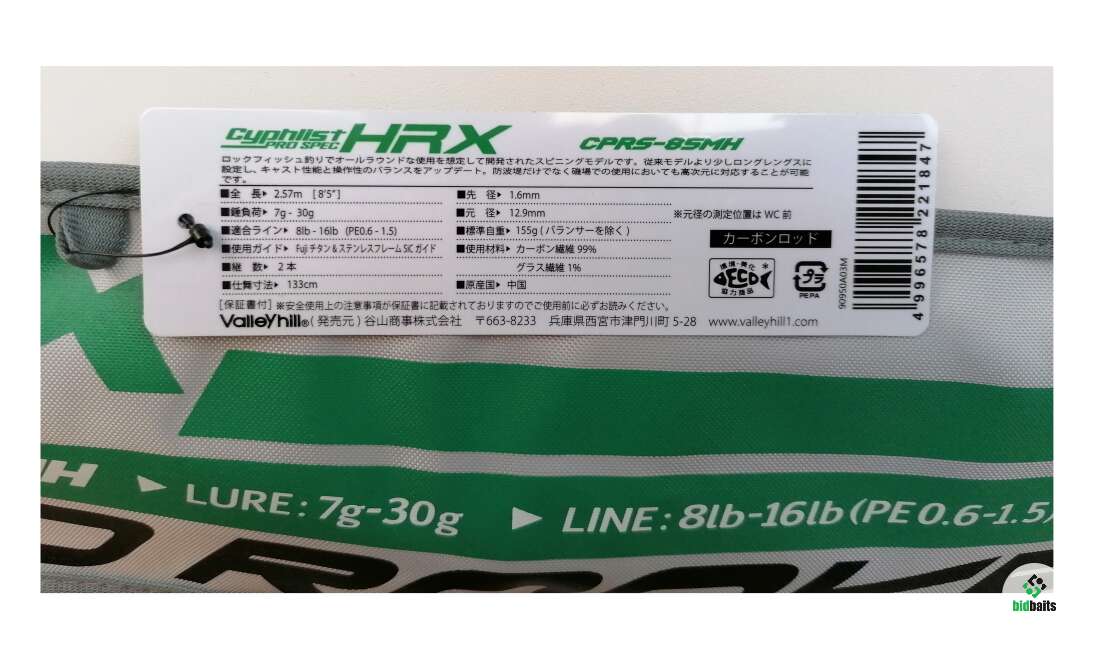 Cyphlist HRX
PRO SPEC
CPRS-85MH
ロックフィッシュ釣りでオールラウンドな使用を想定して開発されたスピニングモデルです。従来モデルより少しロングレングスに
設定し、キャスト性能と操作性のバランスをアップデート。防波堤だけでなく磯場での使用においても高次元に対応することが可能
です。
■全 長▶ 2.57m [8'5"]
■錘負荷▶ 7g - 30g
■適合ライン▶ 8lb - 16lb (PE0.6 - 1.5)
■使用ガイド▶ Fujiチタン&ステンレスフレームSiCガイド
■継 数▶ 2本
■仕舞寸法▶ 133cm
■先 径▶ 1.6mm
■元 径▶ 12.9mm
■標準自重▶ 155g (バランサーを除く)
■使用材料▶ カーボン繊維 99%
グラス繊維 1%
■原産国▶ 中国
※元径の測定位置は WC 前
カーボンロッド
環境・美化
ECO
協力商品
プラ
PE,PA
90950A03M
4996578221847
[保証書付] ※安全使用上の注意事項が保証書に記載されておりますのでご使用前に必ずお読みください。
ValleyHill® (発売元) 谷山商事株式会社 〒663-8233 兵庫県西宮市津門川町 5-28 www.valleyhill1.com
X
MH ▶ LURE : 7g-30g ▶ LINE : 8lb-16lb (PE 0.6-1.5)
bidbaits